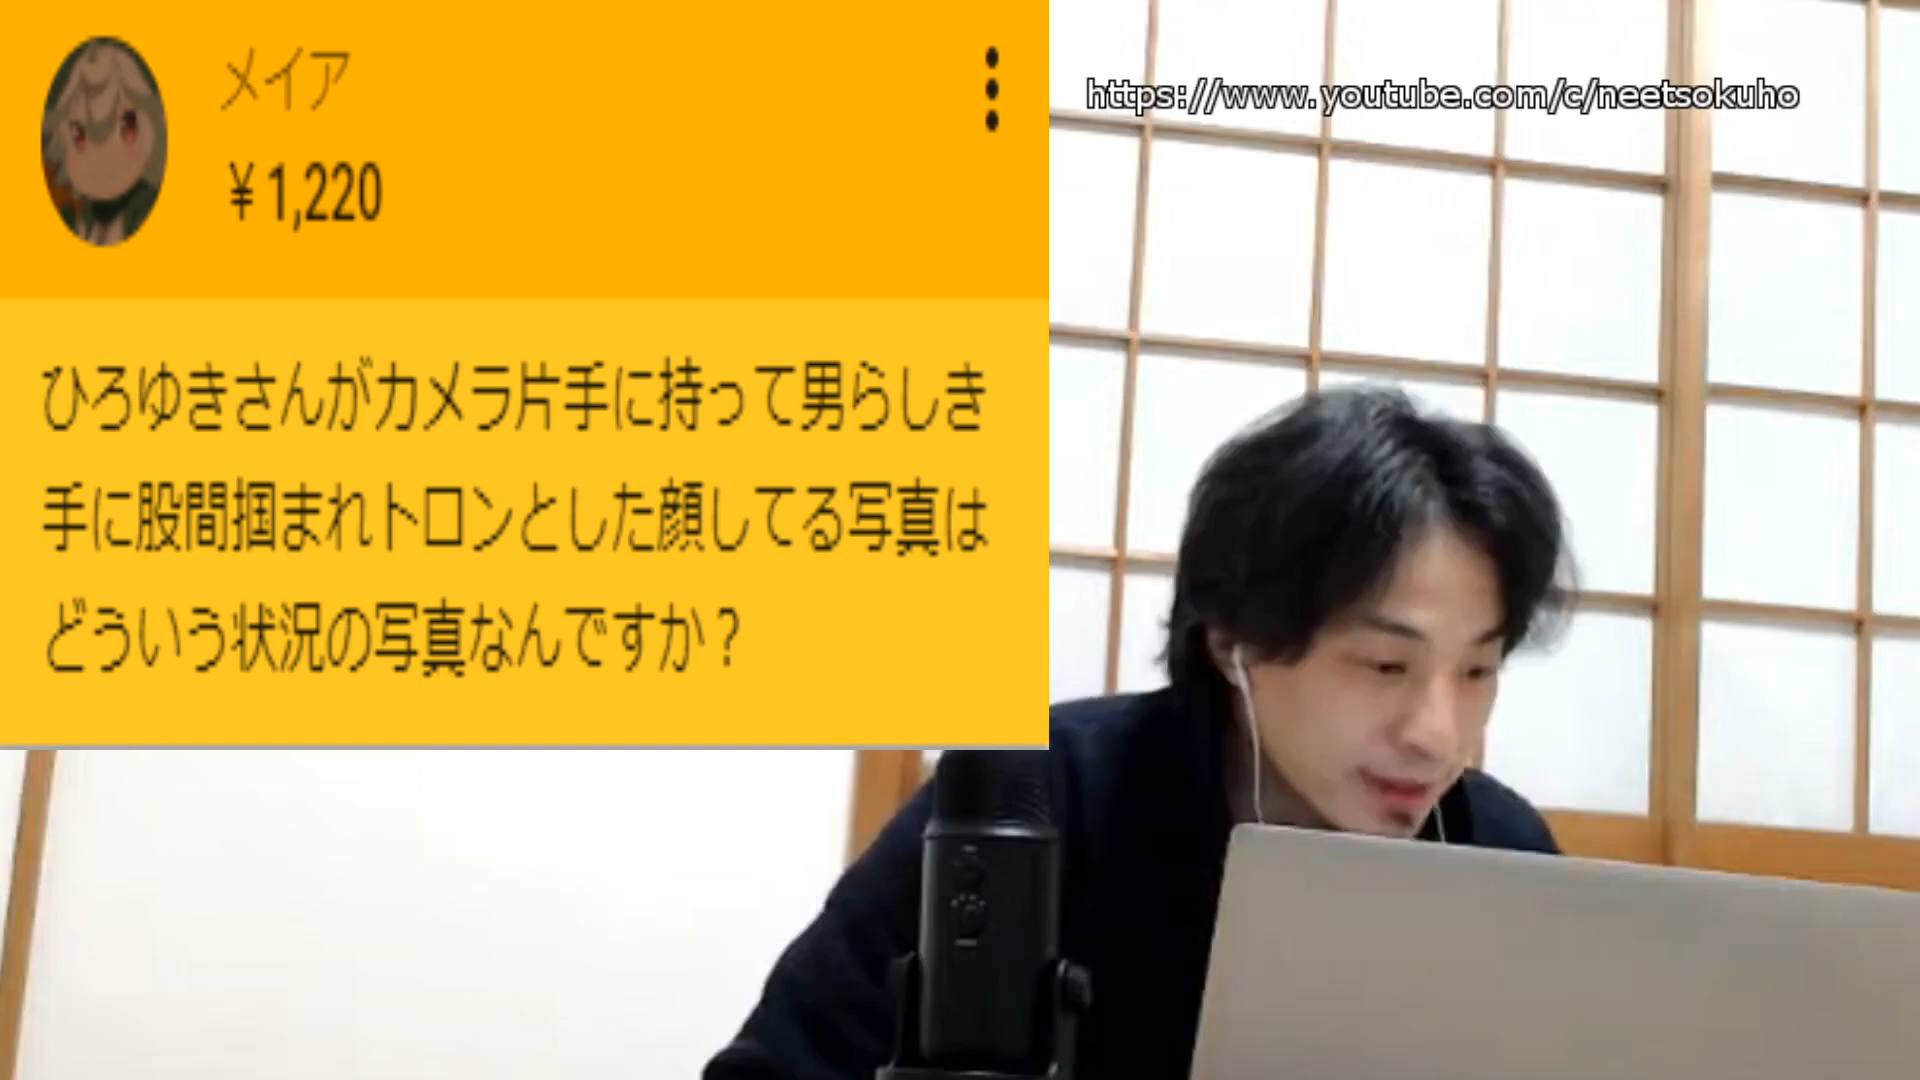 メイア
￥1,220
https://www.youtube.com/c/neetsokuho
ひろゆきさんがカメラ片手に持って男らしき
手に股間掴まれトロンとした顔してる写真は
どういう状況の写真なんですか？